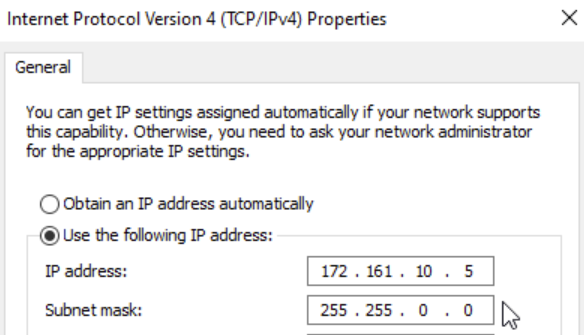 Internet Protocol Version 4 (TCP/IPv4) Properties
General
You can get IP settings assigned automatically if your network supports
this capability. Otherwise, you need to ask your network administrator
for the appropriate IP settings.
Obtain an IP address automatically
Use the following IP address:
IP address: 172 . 161 . 10 . 5
Subnet mask: 255 . 255 . 0 . 0